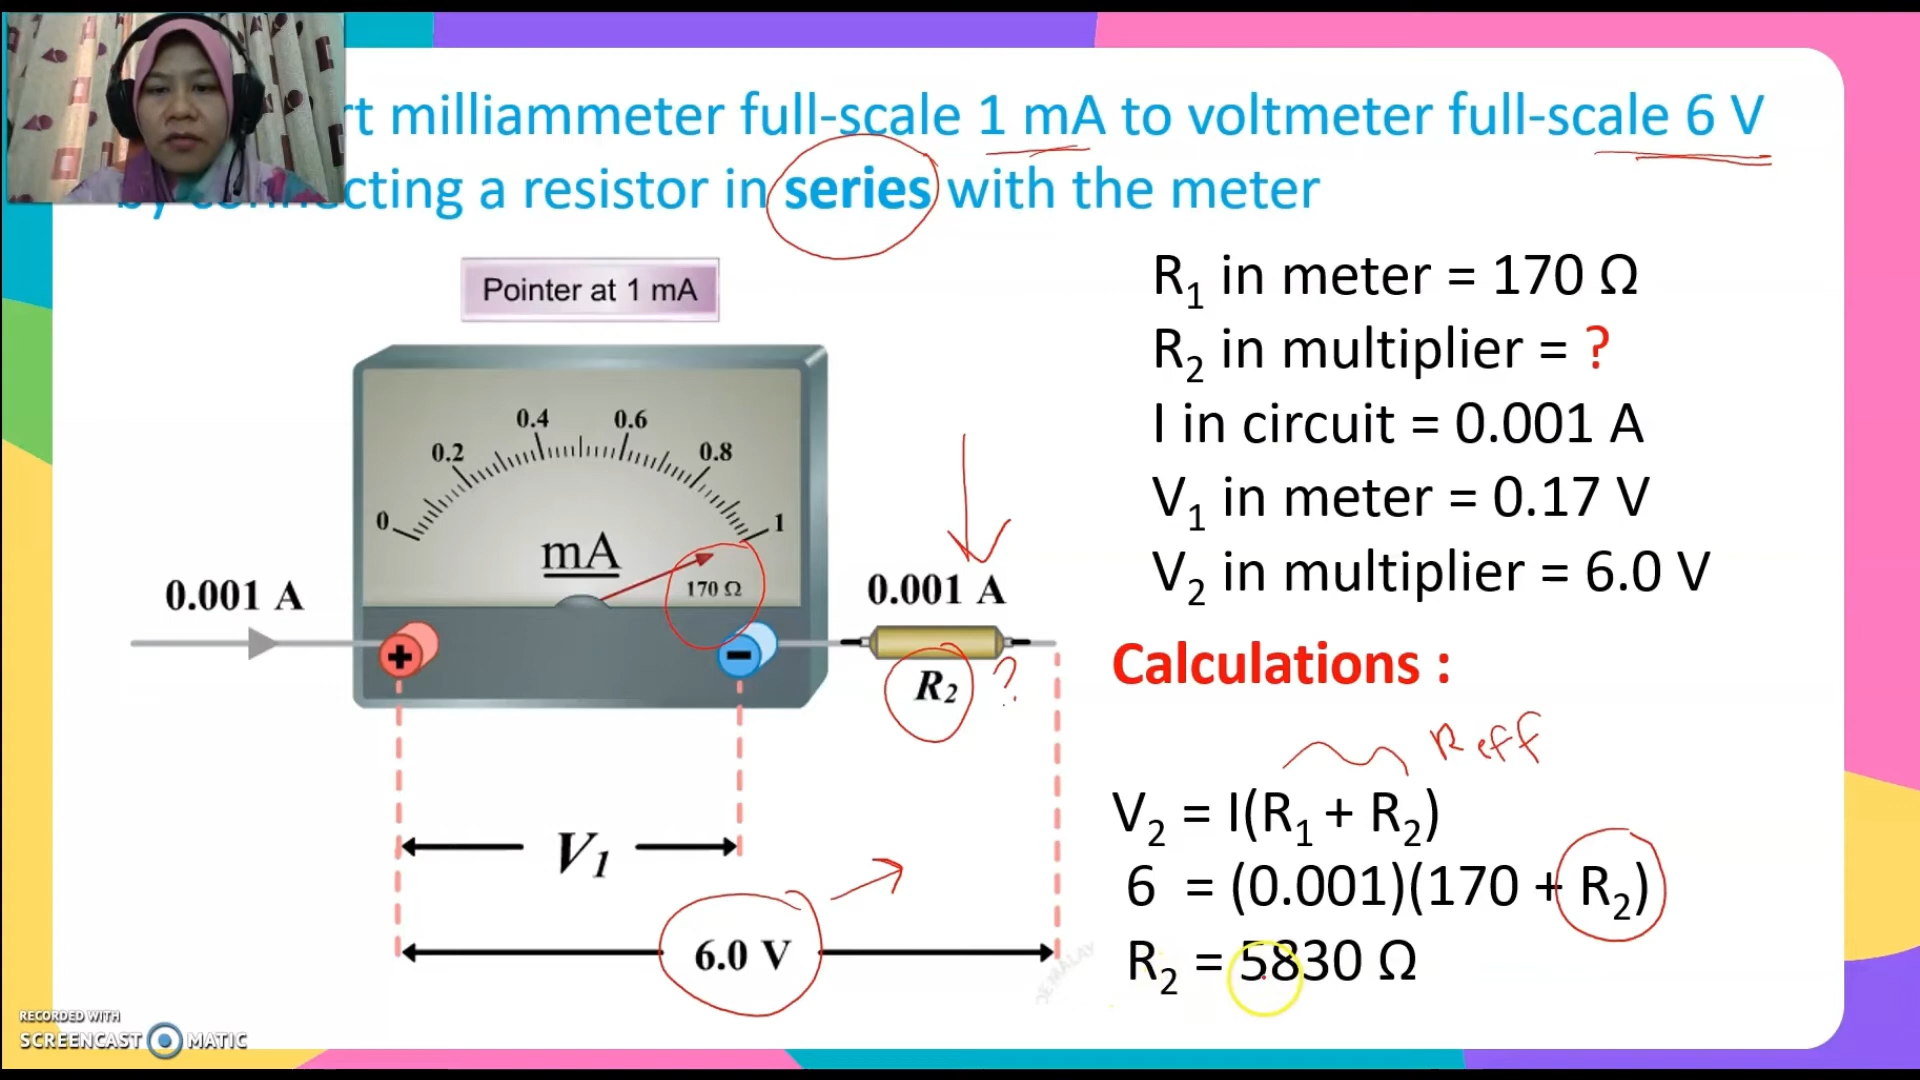 rt milliammeter full-scale 1 mA to voltmeter full-scale 6 V
cting a resistor in series with the meter
Pointer at 1 mA
0
0.2
0.4
0.6
0.8
1
mA
170 Ω
0.001 A
+
-
0.001 A
R2
?
V1
6.0 V
R1 in meter = 170 Ω
R2 in multiplier = ?
I in circuit = 0.001 A
V1 in meter = 0.17 V
V2 in multiplier = 6.0 V
Calculations :
Reff
V2 = I(R1 + R2)
6 = (0.001)(170 + R2)
R2 = 5830 Ω
RECORDED WITH
SCREENCAST MATIC